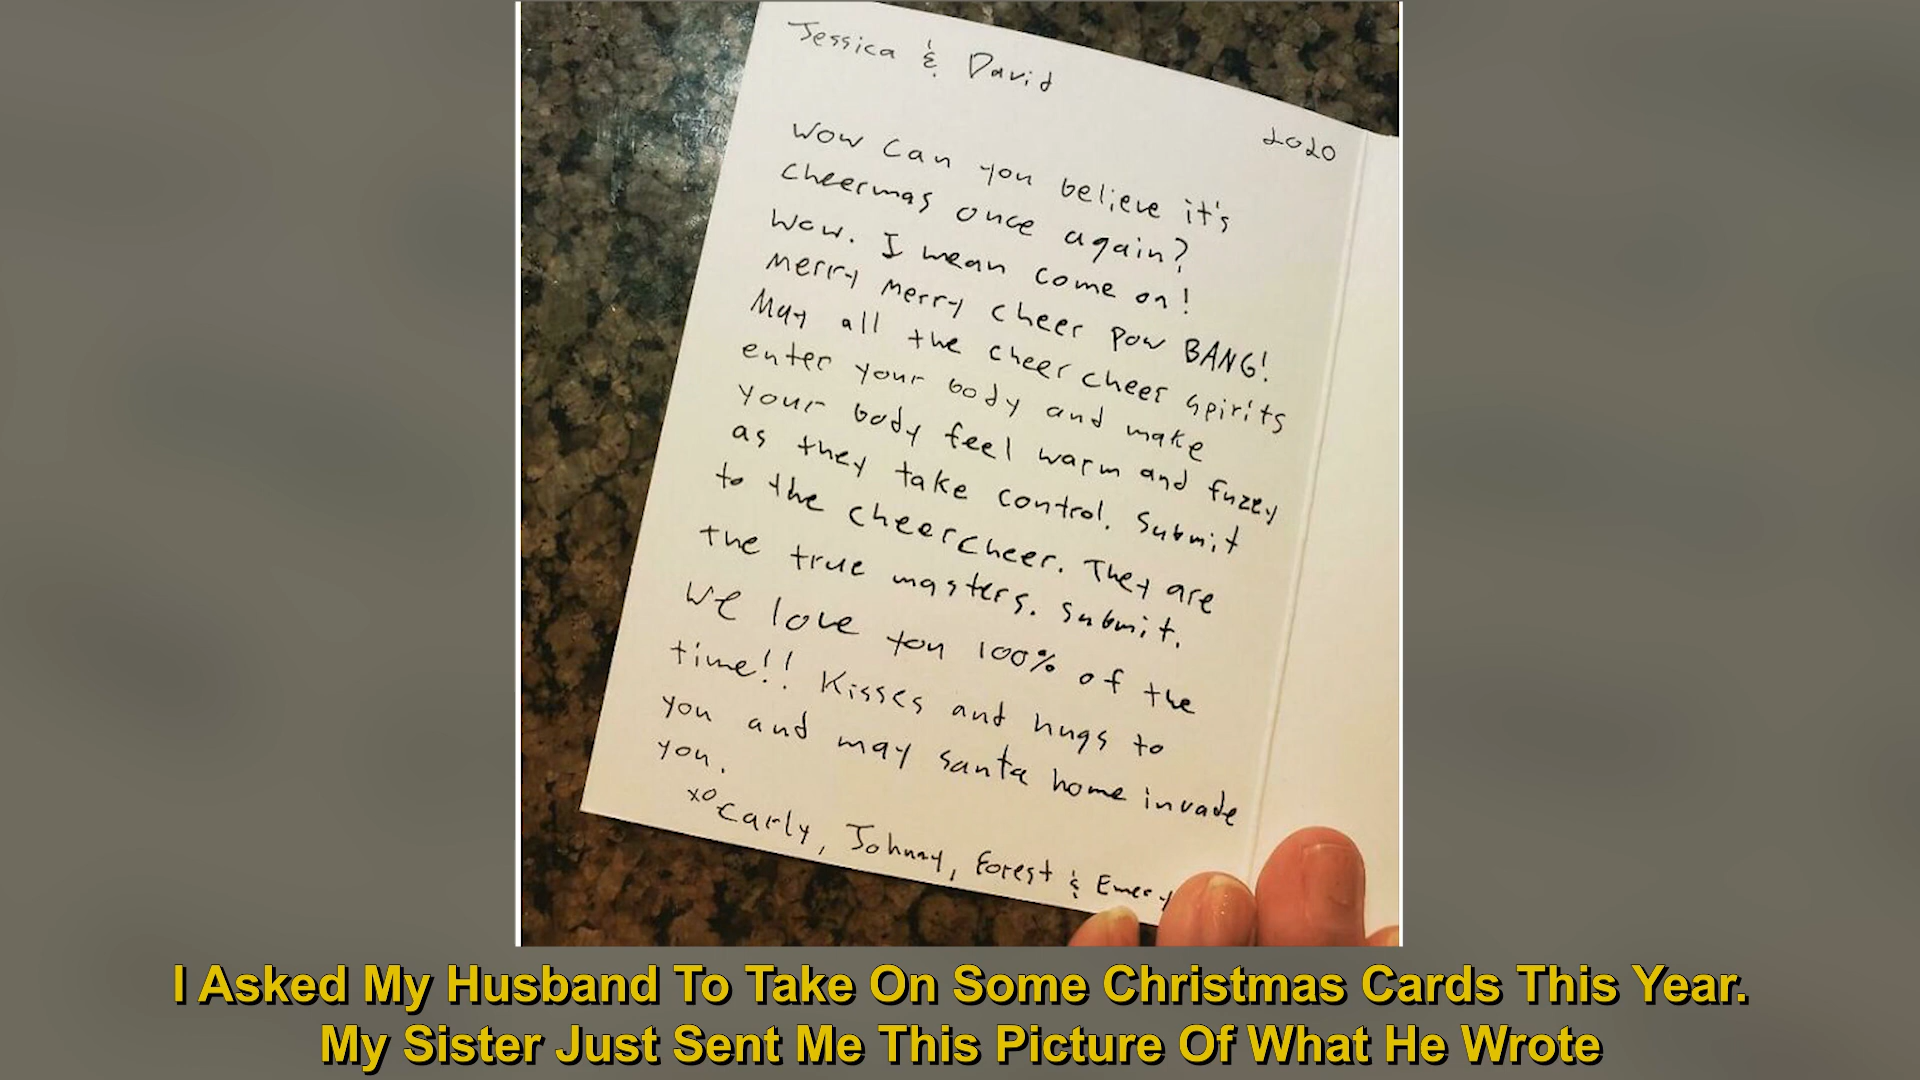 Jessica & David
2020
Wow can you believe it's
cheermas once again?
Wow. I mean come on!
Merry Merry cheer pow BANG!
May all the cheer cheer spirits
enter your body and make
your body feel warm and fuzzy
as they take control. Submit
to the cheercheer. They are
the true masters. Submit.
We love you 100% of the
time!! Kisses and hugs to
you and may santa home invade
you.
xo
Carly, Johnny, Forest & Emery
I Asked My Husband To Take On Some Christmas Cards This Year.
My Sister Just Sent Me This Picture Of What He Wrote